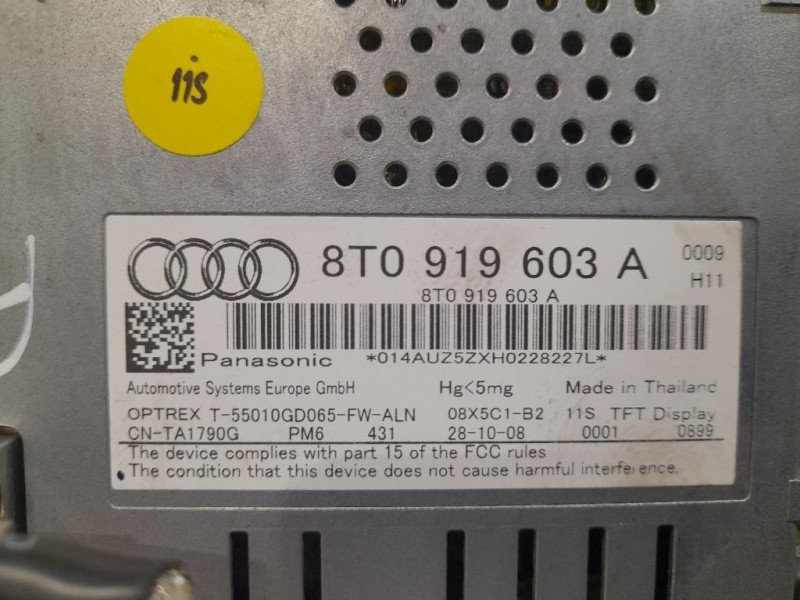 11s
8T0 919 603 A 0009
H11
8T0 919 603 A
Panasonic *014AUZ5ZXH0228227L*
Automotive Systems Europe GmbH Hg<5mg Made in Thailand
OPTREX T-55010GD065-FW-ALN 08X5C1-B2 11S TFT Display
CN-TA1790G PM6 431 28-10-08 0001 0899
The device complies with part 15 of the FCC rules
The condition that this device does not cause harmful interference.